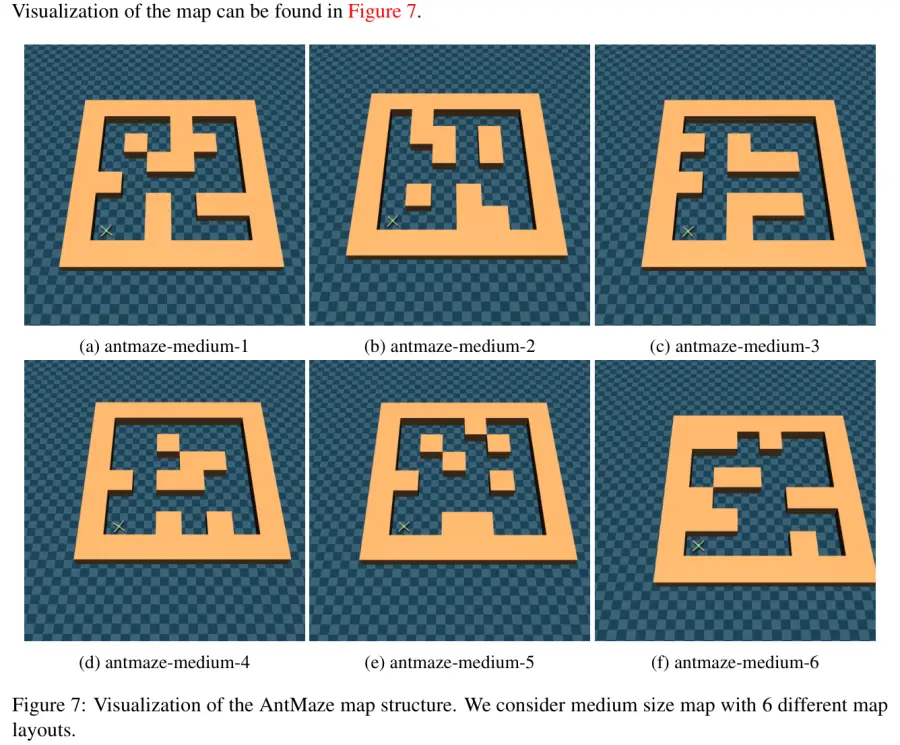 Visualization of the map can be found in Figure 7.
(a) antmaze-medium-1
(b) antmaze-medium-2
(c) antmaze-medium-3
(d) antmaze-medium-4
(e) antmaze-medium-5
(f) antmaze-medium-6
Figure 7: Visualization of the AntMaze map structure. We consider medium size map with 6 different map
layouts.